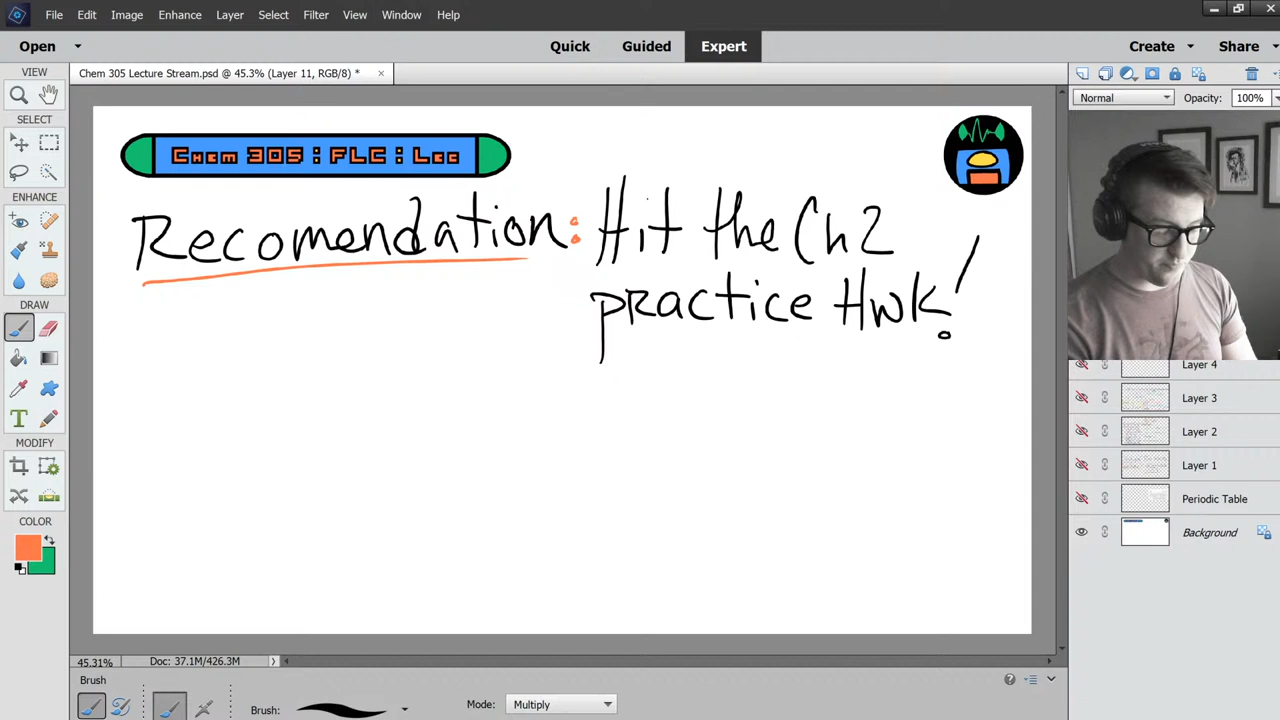 File Edit Image Enhance Layer Select Filter View Window Help
Open Quick Guided Expert Create Share
VIEW
Chem 305 Lecture Stream.psd @ 45.3% (Layer 11, RGB/8) *
Normal Opacity: 100%
SELECT
Chem 305 : FLC : Lec
ENHANCE
Recomendation: Hit the Ch 2
practice Hwk!
DRAW
Layer 4
Layer 3
Layer 2
MODIFY
Layer 1
Periodic Table
COLOR
Background
45.31% Doc: 37.1M/426.3M
Brush
Brush: Mode: Multiply